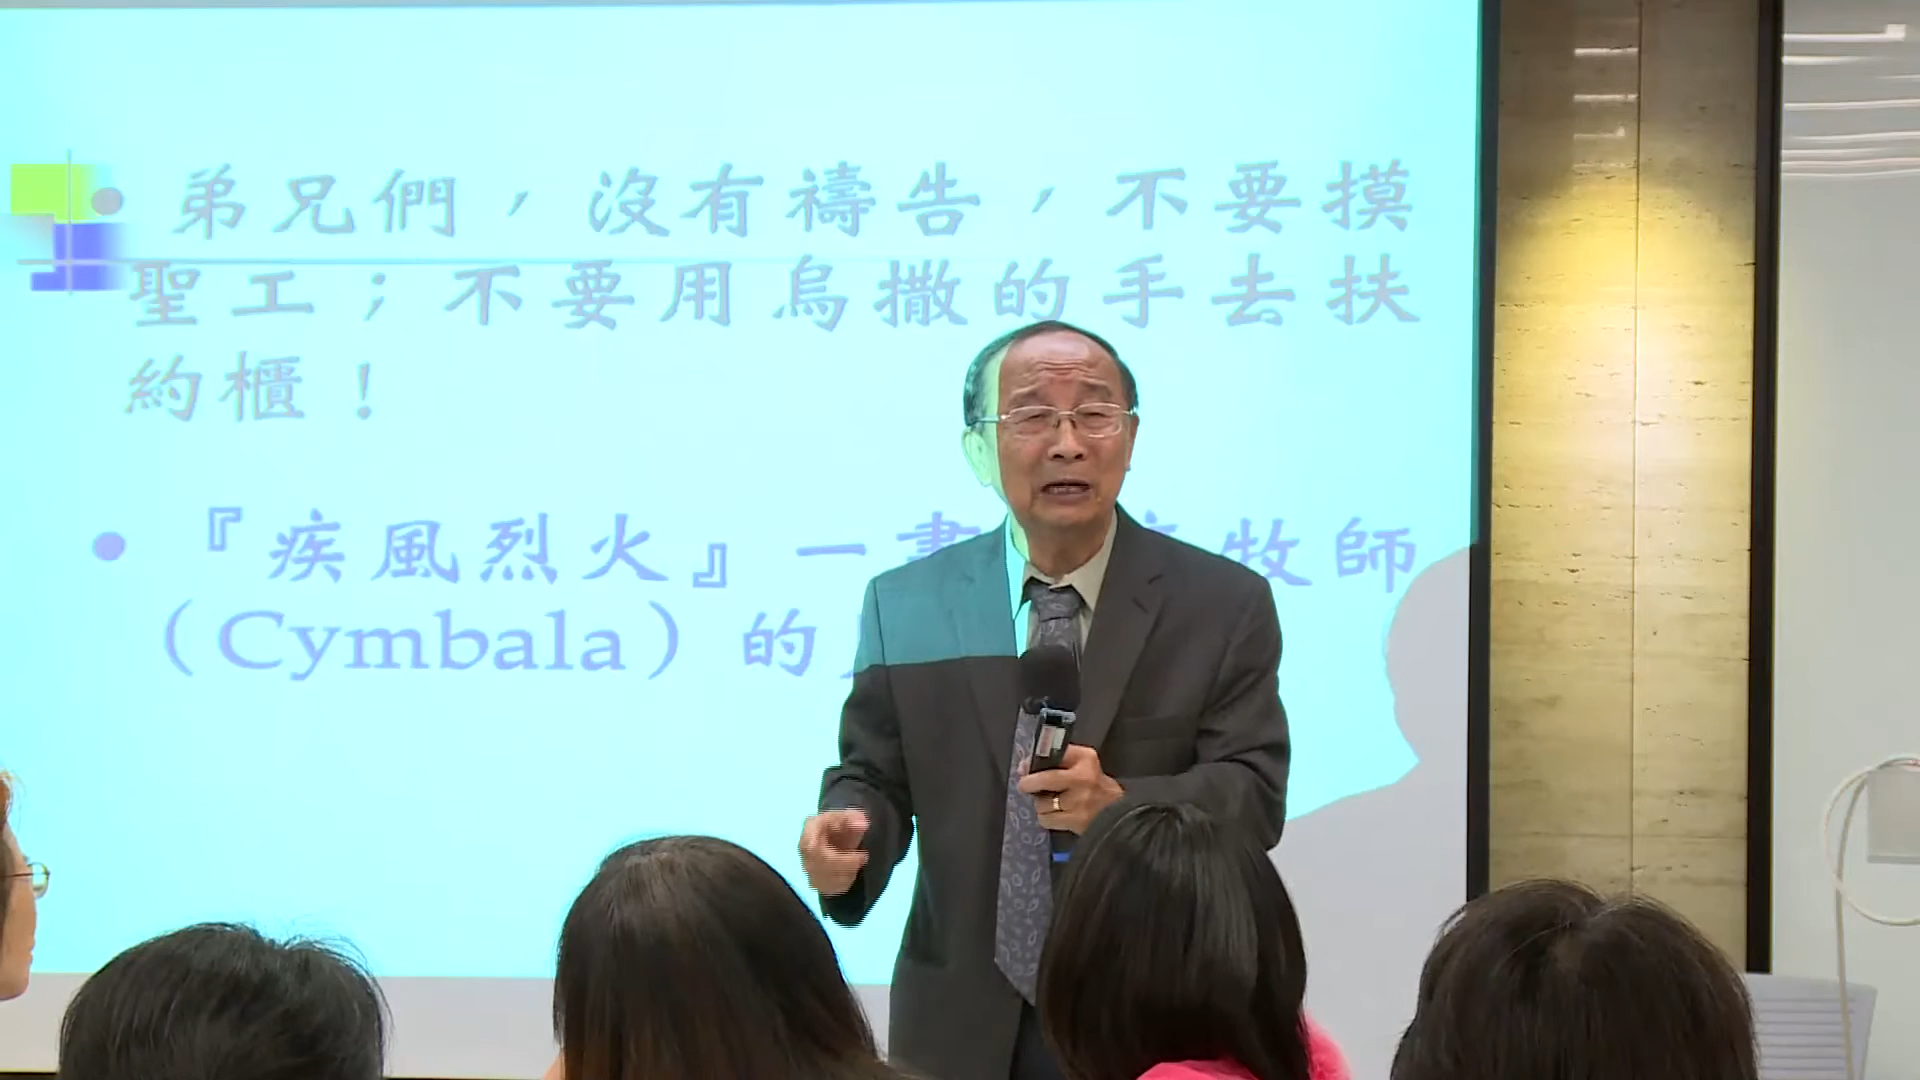 • 弟兄們，沒有禱告，不要摸
聖工；不要用烏撒的手去扶
約櫃！
• 『疾風烈火』一書 牧師
（Cymbala）的